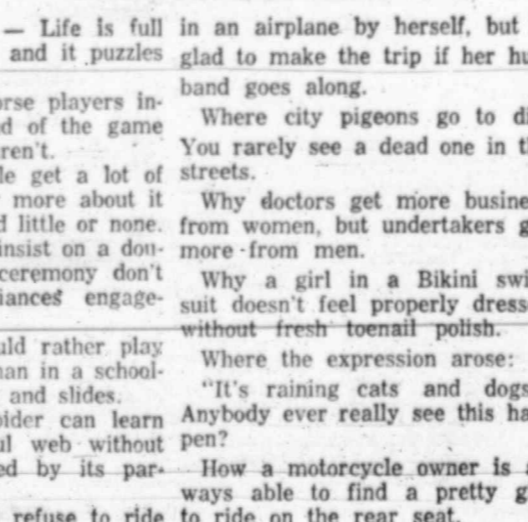 — Life is full
and it puzzles
orse players in-
d of the game
ren't.
le get a lot of
more about it
d little or none.
insist on a dou-
ceremony don't
iances' engage-
uld rather play
nan in a school-
and slides.
pider can learn
ul web without
ed by its par-
refuse to ride
in an airplane by herself, but
glad to make the trip if her hu
band goes along.
Where city pigeons go to di
You rarely see a dead one in th
streets.
Why doctors get more busine
from women, but undertakers g
more from men.
Why a girl in a Bikini swi
suit doesn't feel properly dress
without fresh toenail polish.
Where the expression arose:
"It's raining cats and dogs
Anybody ever really see this ha
pen?
How a motorcycle owner is a
ways able to find a pretty g
to ride on the rear seat.